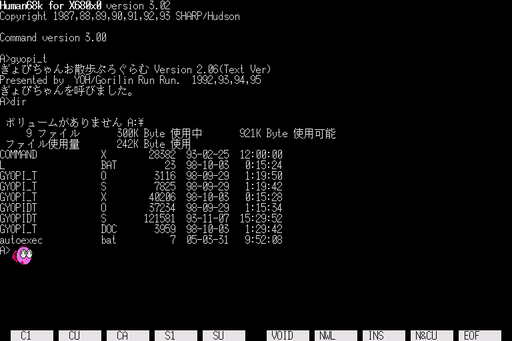 Human68k for X680x0 version 3.02
Copyright 1987,88,89,90,91,92,93 SHARP/Hudson
Command version 3.00
A>gyopi_t
ぎょぴちゃんお散歩ぷろぐらむ Version 2.06(Text Ver)
Presented by YOH/Gorilin Run Run. 1992,93,94,95
ぎょぴちゃんを呼びました。
A>dir
ボリュームがありません A:¥
9 ファイル 300K Byte 使用中 921K Byte 使用可能
ファイル使用量 242K Byte 使用
COMMAND X 28382 93-02-25 12:00:00
L BAT 23 98-10-03 0:15:24
GYOPI_T O 3116 98-09-29 1:19:50
GYOPI_T S 7825 98-09-29 1:19:42
GYOPI_T X 40206 98-10-03 0:15:28
GYOPIDT O 37234 98-09-29 1:15:34
GYOPIDT S 121581 93-11-07 15:29:52
GYOPI_T DOC 3959 98-10-03 1:29:42
autoexec bat 7 05-03-31 9:52:08
A>
C1 CU CA S1 SU VOID NWL INS N&CU EOF